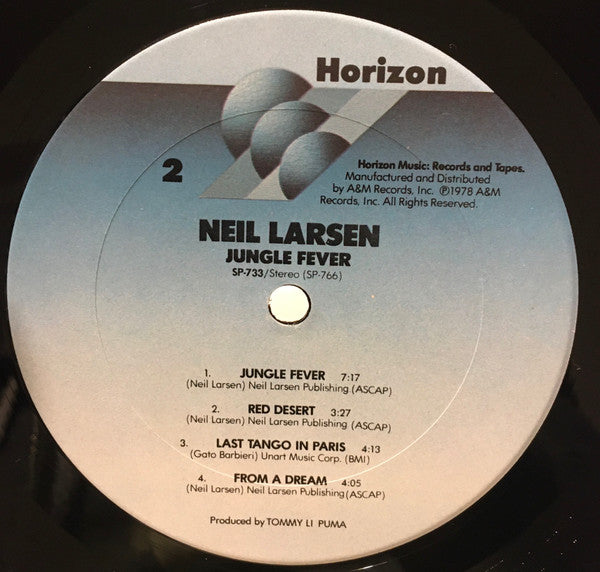 Horizon
2
Horizon Music: Records and Tapes.
Manufactured and Distributed
by A&M Records, Inc. ℗1978 A&M
Records, Inc. All Rights Reserved.
NEIL LARSEN
JUNGLE FEVER
SP-733/Stereo (SP-766)
1. JUNGLE FEVER 7:17
(Neil Larsen) Neil Larsen Publishing (ASCAP)
2. RED DESERT 3:27
(Neil Larsen) Neil Larsen Publishing (ASCAP)
3. LAST TANGO IN PARIS 4:13
(Gato Barbieri) Unart Music Corp. (BMI)
4. FROM A DREAM 4:05
(Neil Larsen) Neil Larsen Publishing (ASCAP)
Produced by TOMMY LI PUMA